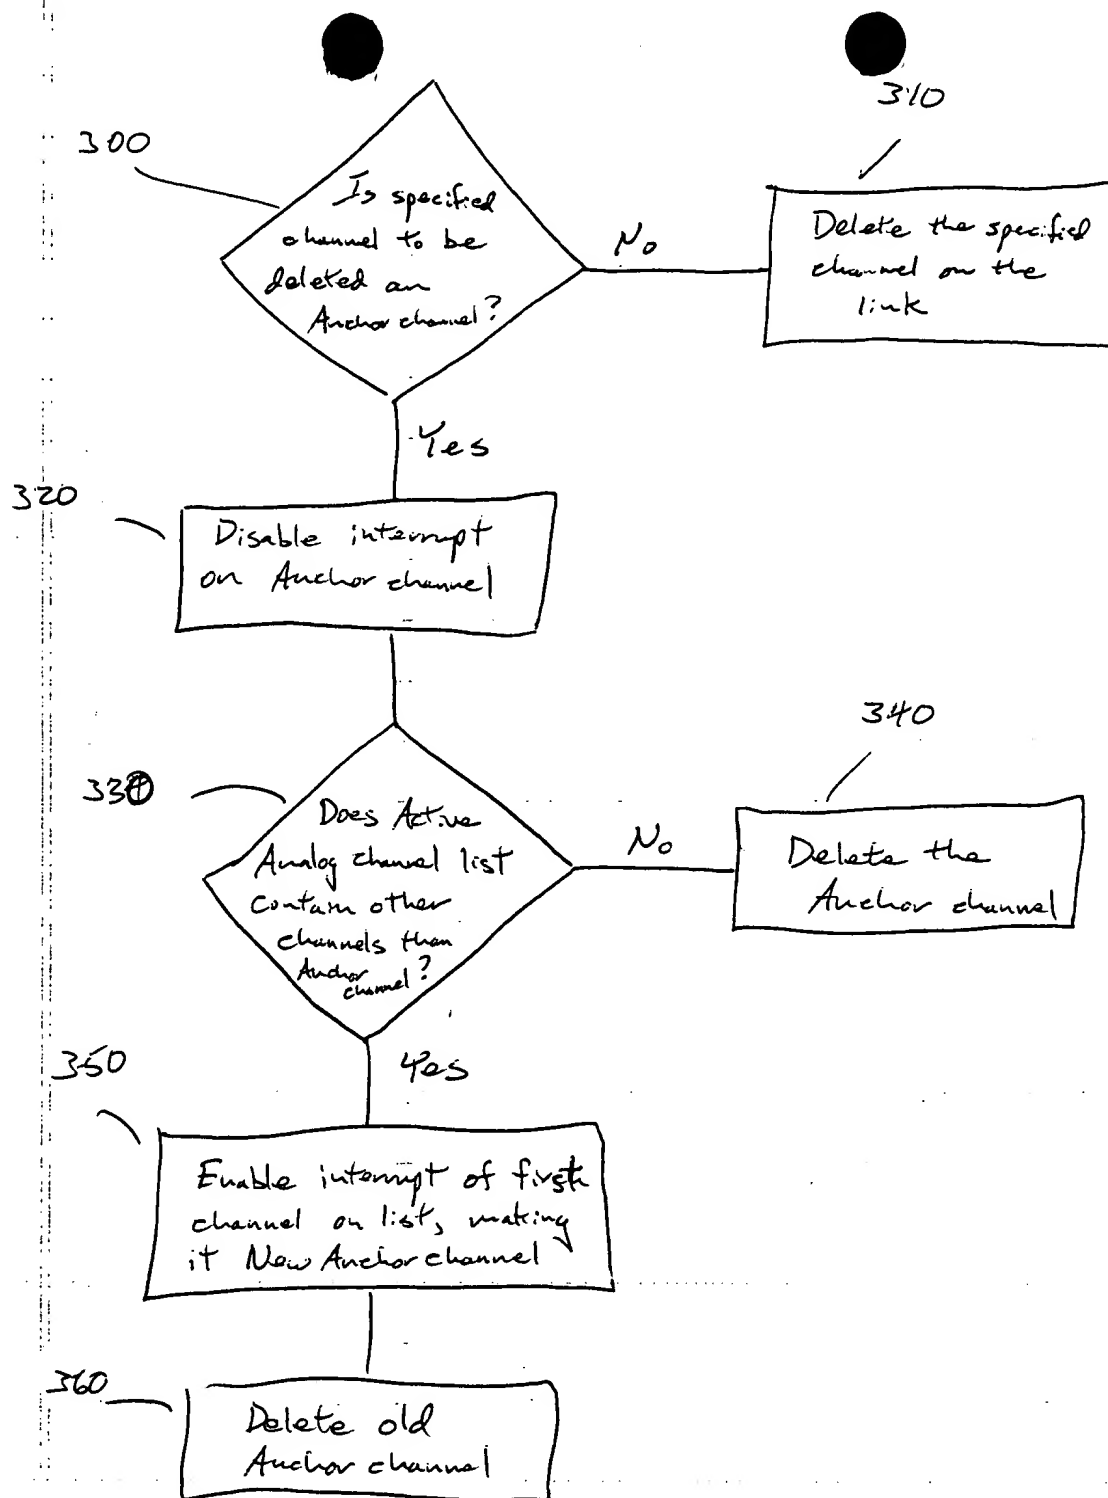 310
300
Is specified
channel to be
deleted an
Anchor channel?
No
Delete the specified
channel on the
link
Yes
320
Disable interrupt
on Anchor channel
340
330
Does Active
Analog channel list
contain other
channels than
Anchor
channel?
No
Delete the
Anchor channel
350
Yes
Enable interrupt of first
channel on list, making
it New Anchor channel
360
Delete old
Anchor channel